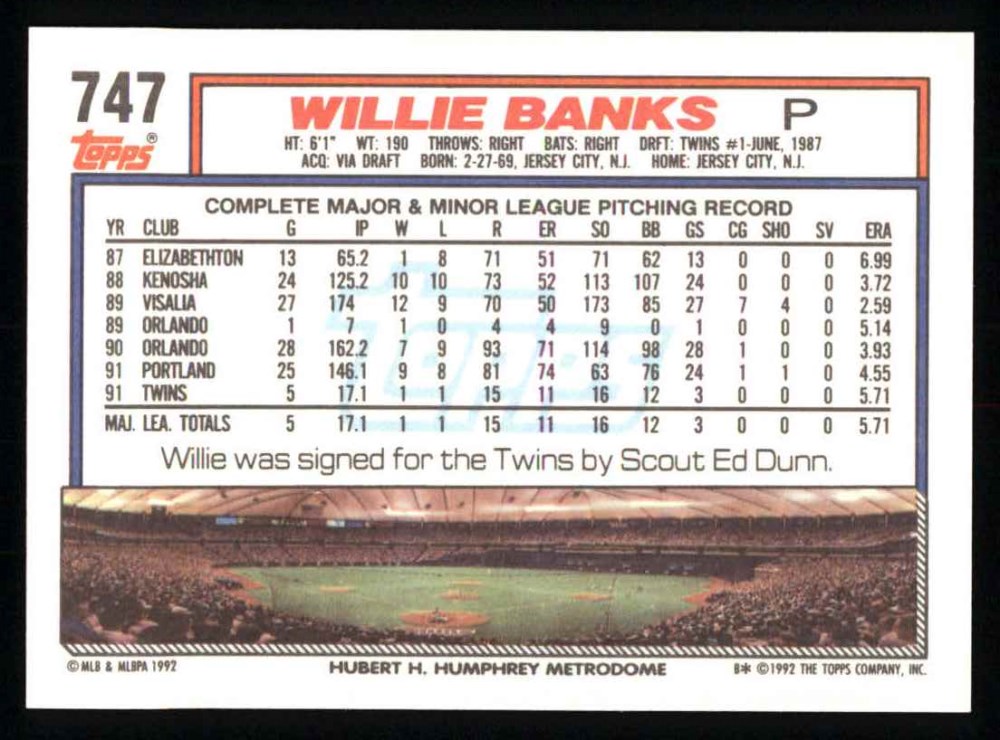 747
Topps®
WILLIE BANKS P
HT: 6'1" WT: 190 THROWS: RIGHT BATS: RIGHT DRFT: TWINS #1-JUNE, 1987
ACQ: VIA DRAFT BORN: 2-27-69, JERSEY CITY, N.J. HOME: JERSEY CITY, N.J.
COMPLETE MAJOR & MINOR LEAGUE PITCHING RECORD
YR CLUB G IP W L R ER SO BB GS CG SHO SV ERA
87 ELIZABETHTON 13 65.2 1 8 71 51 71 62 13 0 0 0 6.99
88 KENOSHA 24 125.2 10 10 73 52 113 107 24 0 0 0 3.72
89 VISALIA 27 174 12 9 70 50 173 85 27 7 4 0 2.59
89 ORLANDO 1 7 1 0 4 4 9 0 1 0 0 0 5.14
90 ORLANDO 28 162.2 7 9 93 71 114 98 28 1 0 0 3.93
91 PORTLAND 25 146.1 9 8 81 74 63 76 24 1 1 0 4.55
91 TWINS 5 17.1 1 1 15 11 16 12 3 0 0 0 5.71
MAJ. LEA. TOTALS 5 17.1 1 1 15 11 16 12 3 0 0 0 5.71
Willie was signed for the Twins by Scout Ed Dunn.
© MLB & MLBPA 1992 HUBERT H. HUMPHREY METRODOME B* ©1992 THE TOPPS COMPANY, INC.